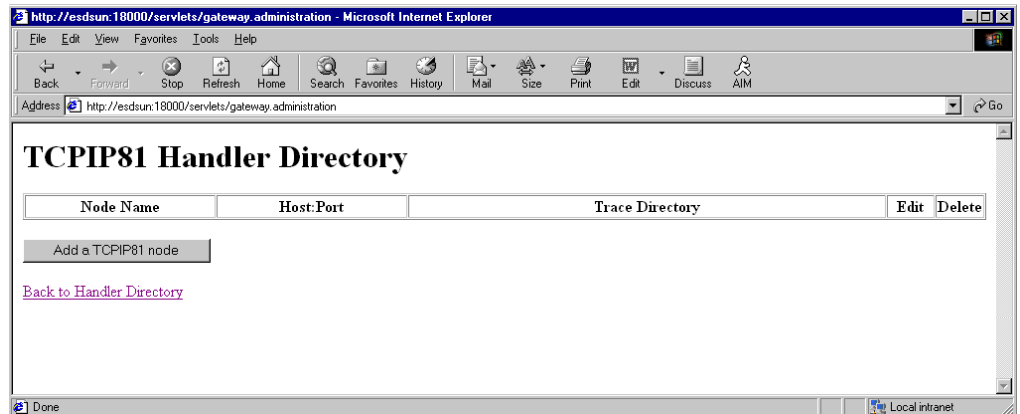 http://esdsun:18000/servlets/gateway.administration - Microsoft Internet Explorer
File Edit View Favorites Tools Help
Back Forward Stop Refresh Home Search Favorites History Mail Size Print Edit Discuss AIM
Address http://esdsun:18000/servlets/gateway.administration Go
TCPIP81 Handler Directory
Node Name Host:Port Trace Directory Edit Delete
Add a TCPIP81 node
Back to Handler Directory
Done Local intranet